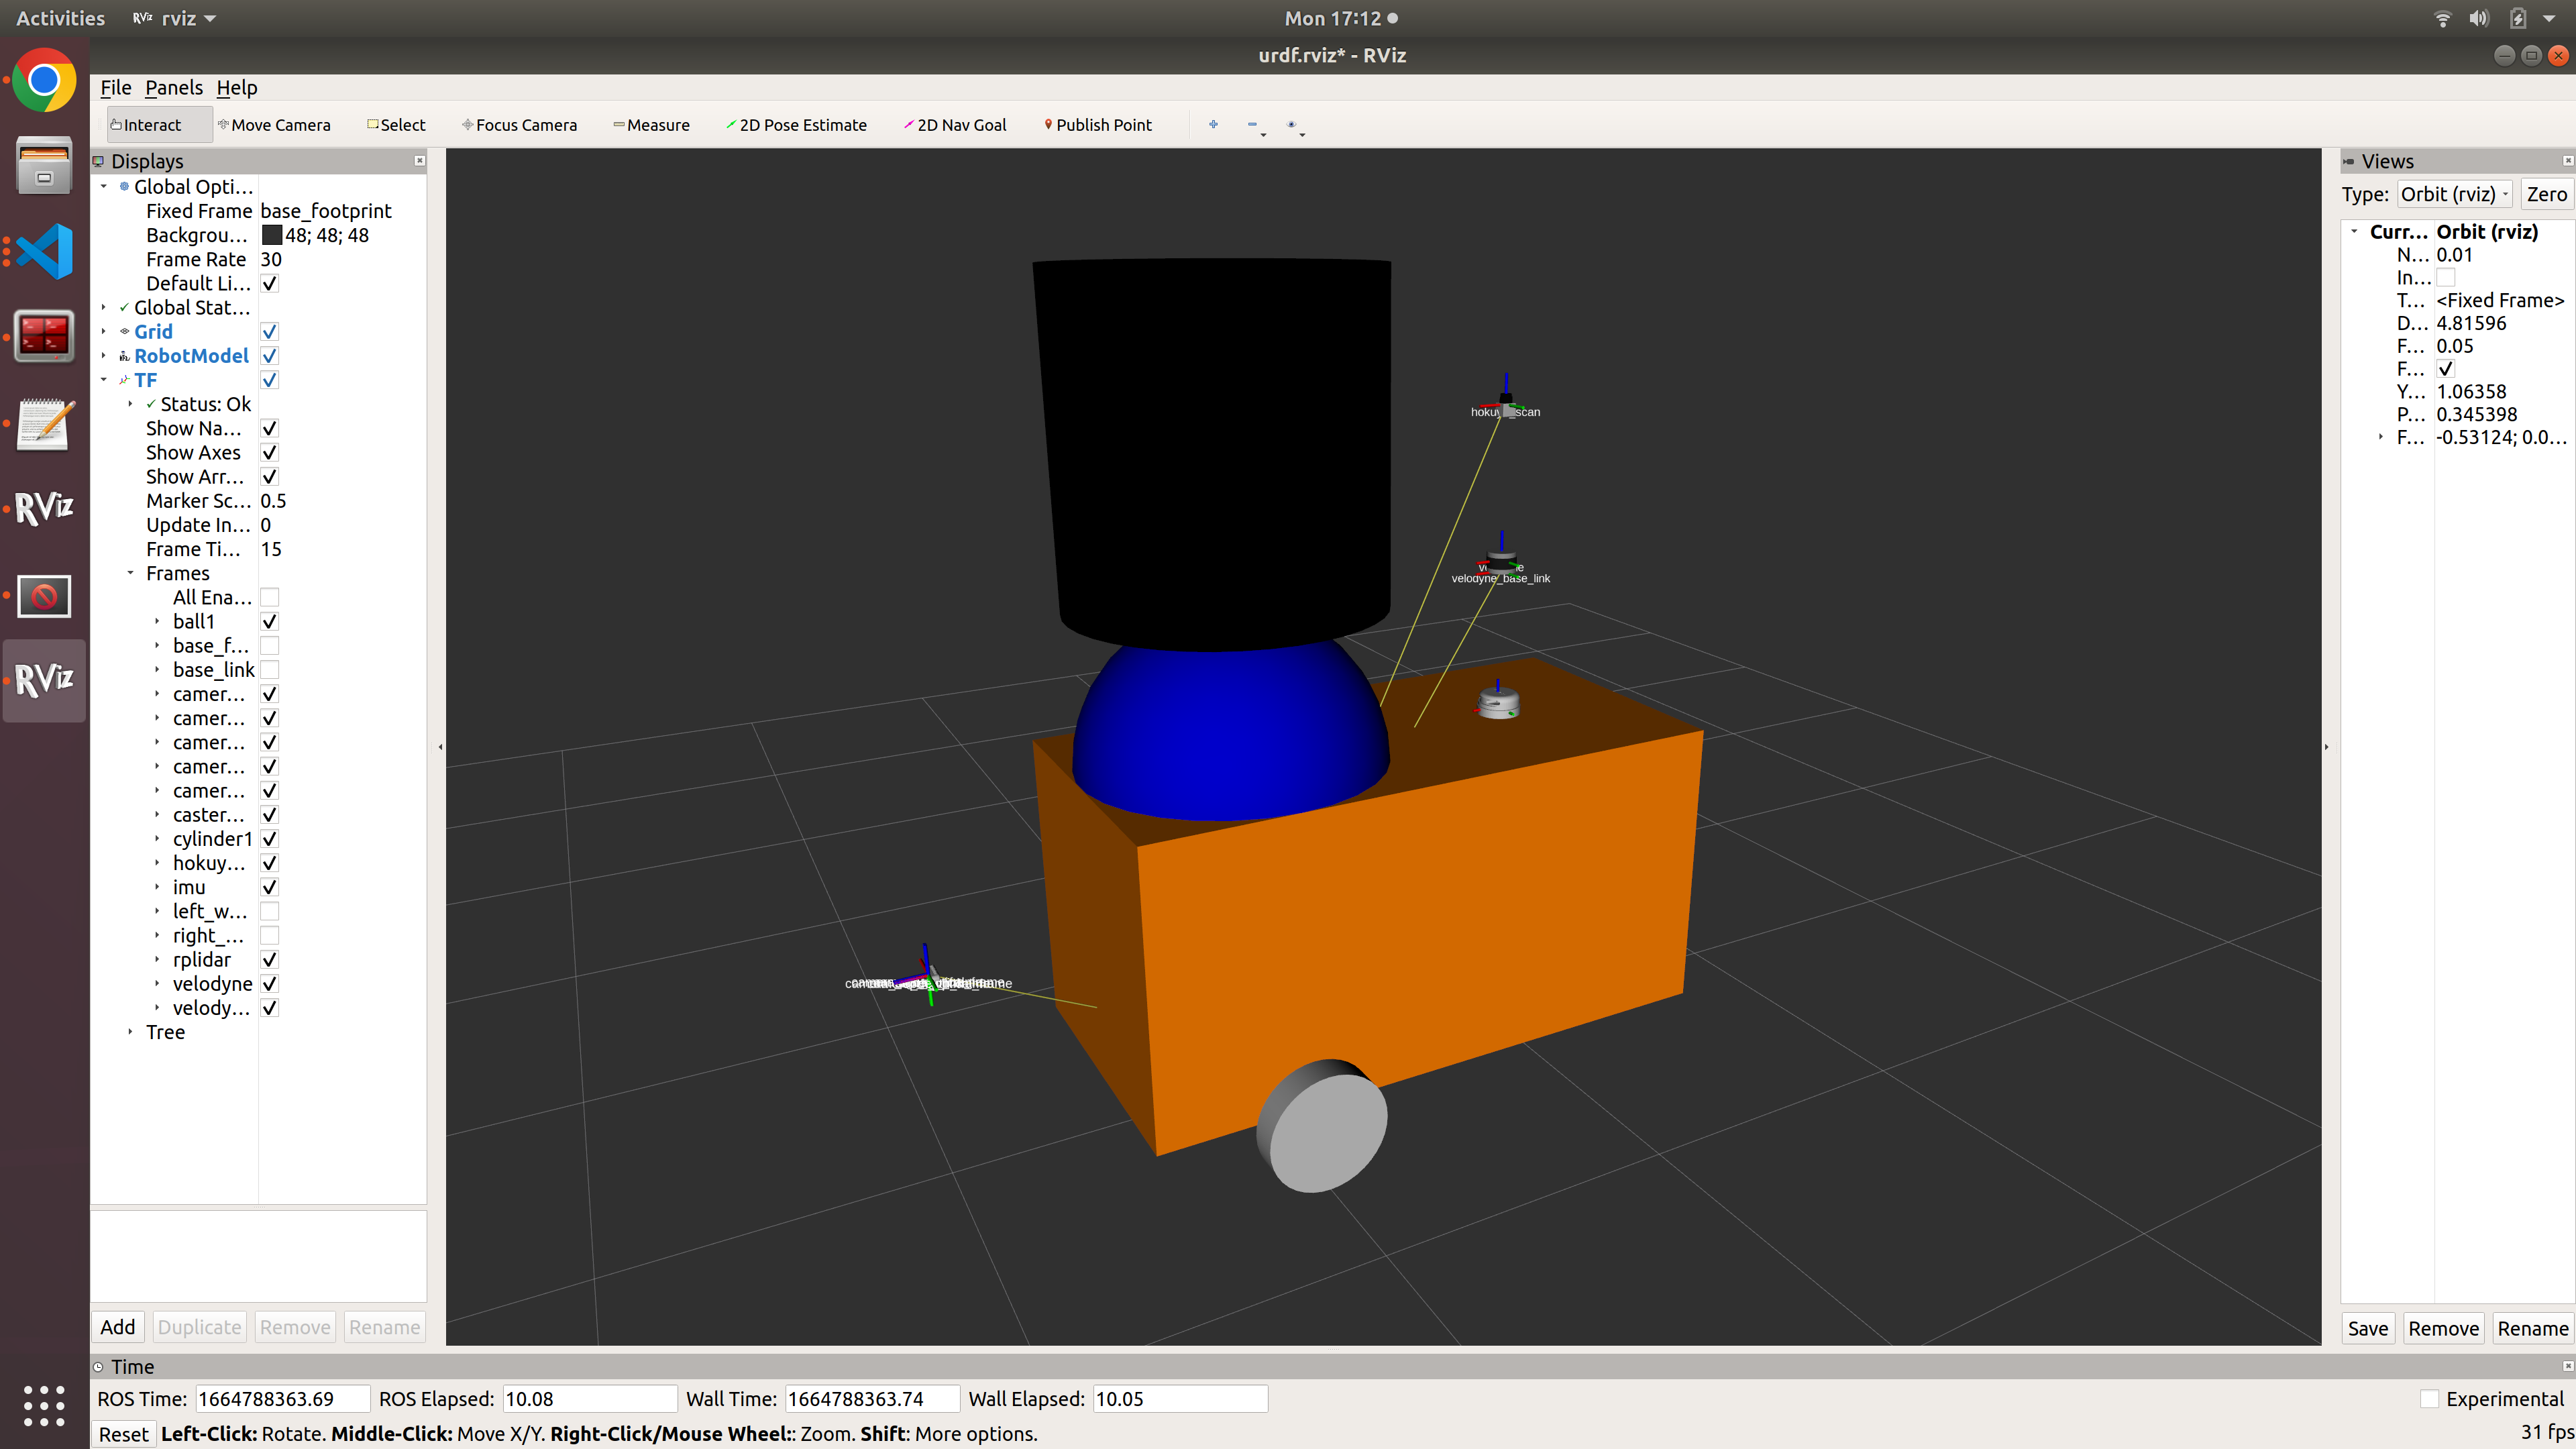 Activities rviz Mon 17:12
urdf.rviz* - RViz
File Panels Help
Interact Move Camera Select Focus Camera Measure 2D Pose Estimate 2D Nav Goal Publish Point
Displays
Global Opti...
Fixed Frame base_footprint
Backgrou... 48; 48; 48
Frame Rate 30
Default Li...
Global Stat...
Grid
RobotModel
TF
Status: Ok
Show Na...
Show Axes
Show Arr...
Marker Sc... 0.5
Update In... 0
Frame Ti... 15
Frames
All Ena...
ball1
base_f...
base_link
camer...
camer...
camer...
camer...
camer...
caster...
cylinder1
hokuy...
imu
left_w...
right_...
rplidar
velodyne
velody...
Tree
Add Duplicate Remove Rename
velodyne_base_link
RViz
RViz
Views
Type: Orbit (rviz) Zero
Curr... Orbit (rviz)
N... 0.01
In...
T... <Fixed Frame>
D... 4.81596
F... 0.05
F...
Y... 1.06358
P... 0.345398
F... -0.53124; 0.0...
Save Remove Rename
Time
ROS Time: 1664788363.69 ROS Elapsed: 10.08 Wall Time: 1664788363.74 Wall Elapsed: 10.05 Experimental
Reset Left-Click: Rotate. Middle-Click: Move X/Y. Right-Click/Mouse Wheel:: Zoom. Shift: More options. 31 fps